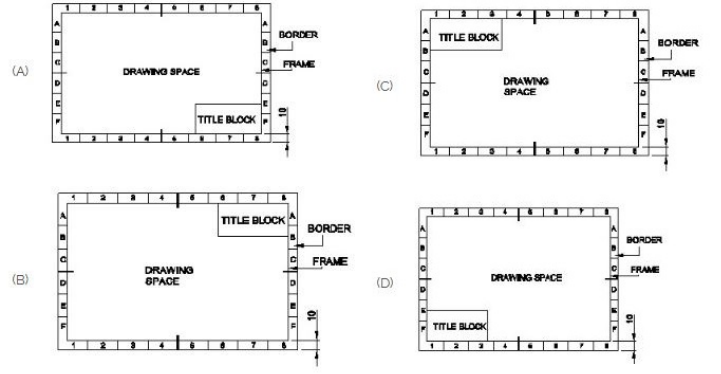 (A)
1 2 3 4 5 6 7 8
A A
B B
C C
D D
E E
F F
DRAWING SPACE
TITLE BLOCK
BORDER
FRAME
10
1 2 3 4 5 6 7 8
(C)
1 2 3 4 5 6 7 8
A A
B B
C C
D D
E E
F F
TITLE BLOCK
DRAWING
SPACE
BORDER
FRAME
10
1 2 3 4 5 6 7 8
(B)
1 2 3 4 5 6 7 8
A A
B B
C C
D D
E E
F F
TITLE BLOCK
DRAWING
SPACE
BORDER
FRAME
10
1 2 3 4 5 6 7 8
(D)
1 2 3 4 5 6 7 8
A A
B B
C C
D D
E E
F F
DRAWING SPACE
TITLE BLOCK
BORDER
FRAME
10
1 2 3 4 5 6 7 8